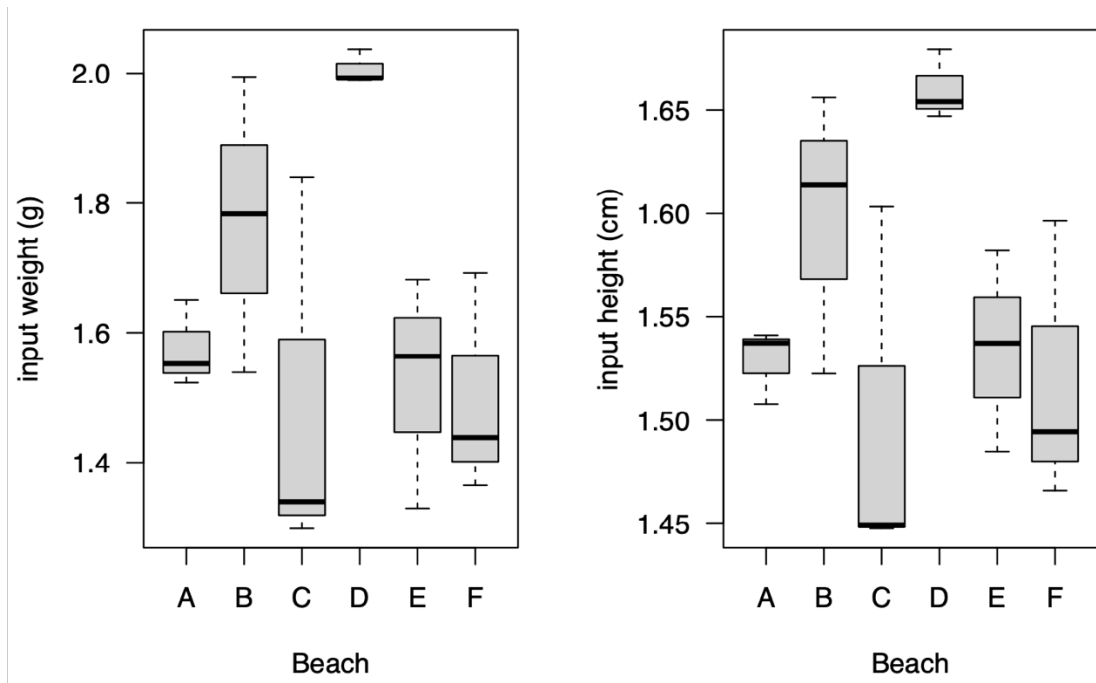 input weight (g)
2.0
1.8
1.6
1.4
A B C D E F
Beach
input height (cm)
1.65
1.60
1.55
1.50
1.45
A B C D E F
Beach